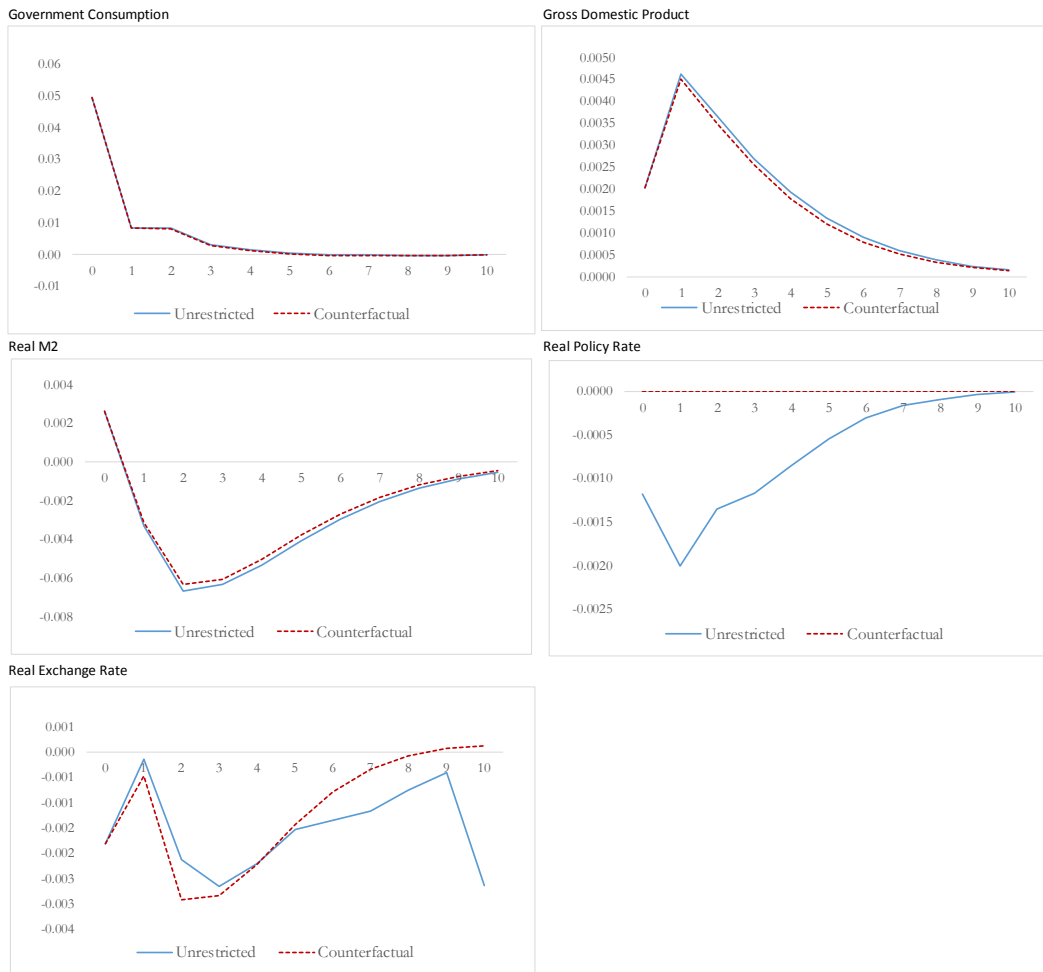 Government Consumption
0.06
0.05
0.04
0.03
0.02
0.01
0.00
-0.01
0 1 2 3 4 5 6 7 8 9 10
Unrestricted Counterfactual
Gross Domestic Product
0.0050
0.0045
0.0040
0.0035
0.0030
0.0025
0.0020
0.0015
0.0010
0.0005
0.0000
0 1 2 3 4 5 6 7 8 9 10
Unrestricted Counterfactual
Real M2
0.004
0.002
0.000
-0.002
-0.004
-0.006
-0.008
0 1 2 3 4 5 6 7 8 9 10
Unrestricted Counterfactual
Real Policy Rate
0.0000
-0.0005
-0.0010
-0.0015
-0.0020
-0.0025
0 1 2 3 4 5 6 7 8 9 10
Unrestricted Counterfactual
Real Exchange Rate
0.001
0.000
-0.001
-0.001
-0.002
-0.002
-0.003
-0.003
-0.004
0 1 2 3 4 5 6 7 8 9 10
Unrestricted Counterfactual